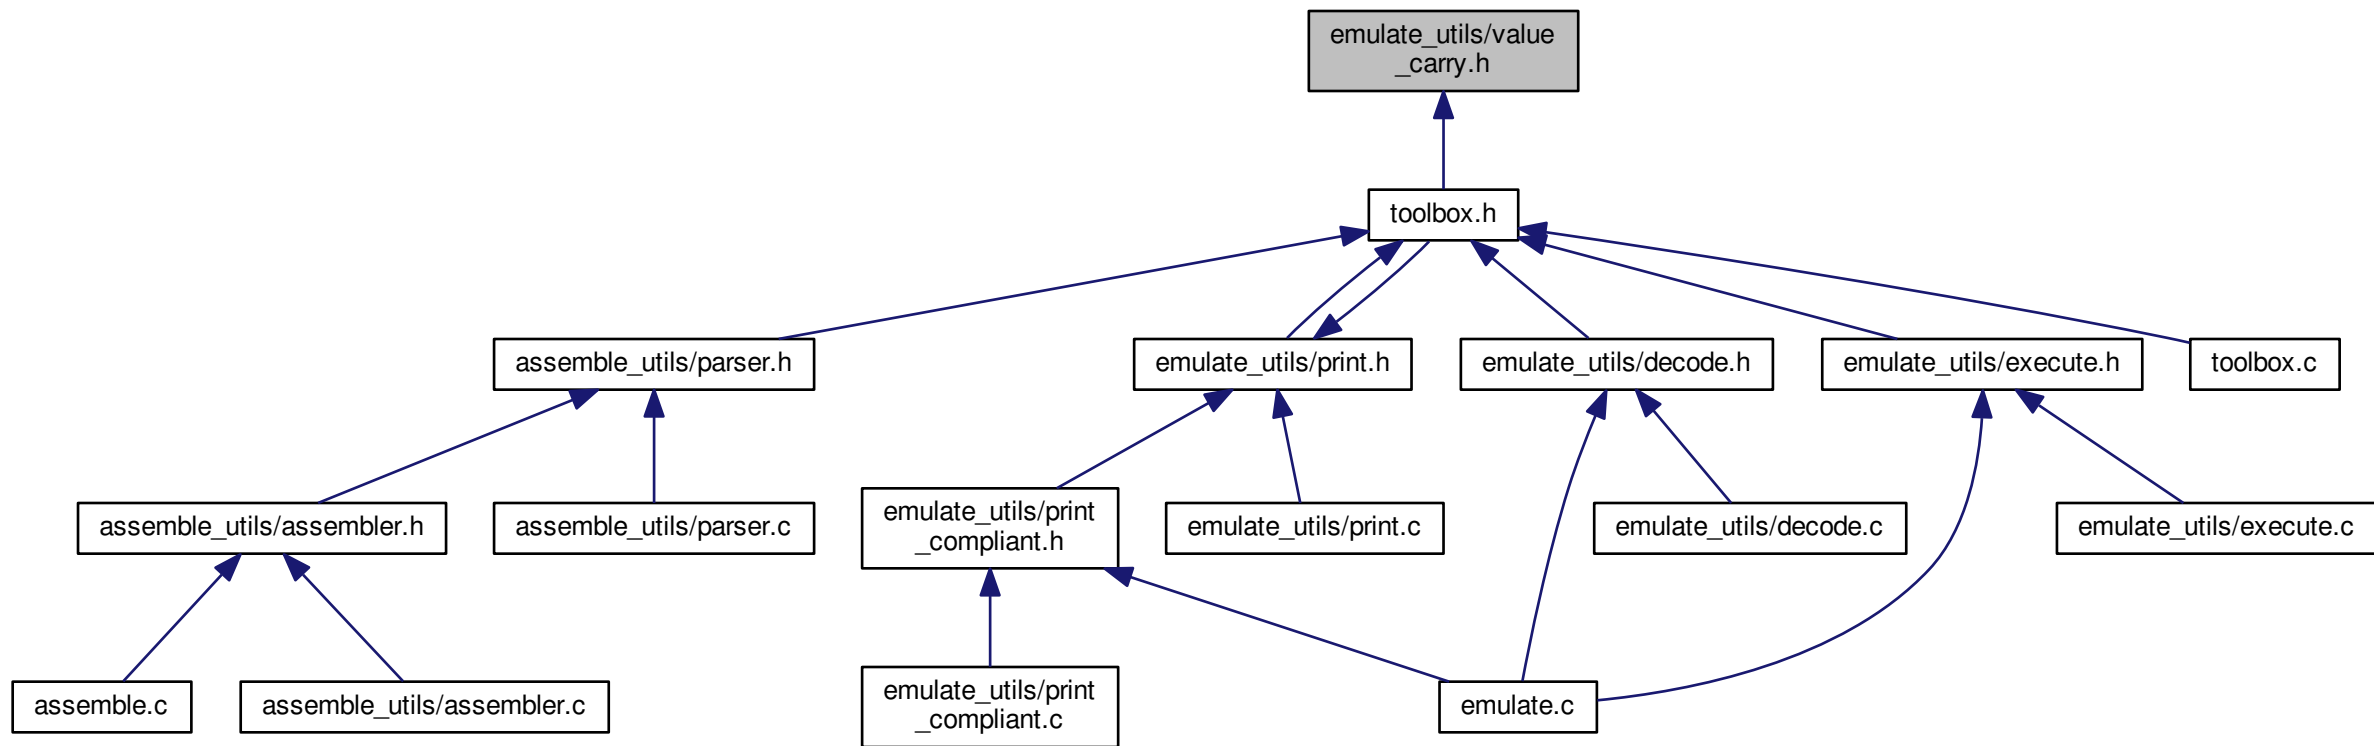 emulate_utils/value
_carry.h
toolbox.h
assemble_utils/parser.h
emulate_utils/print.h
emulate_utils/decode.h
emulate_utils/execute.h
toolbox.c
assemble_utils/assembler.h
assemble_utils/parser.c
emulate_utils/print
_compliant.h
emulate_utils/print.c
emulate_utils/decode.c
emulate_utils/execute.c
assemble.c
assemble_utils/assembler.c
emulate_utils/print
_compliant.c
emulate.c